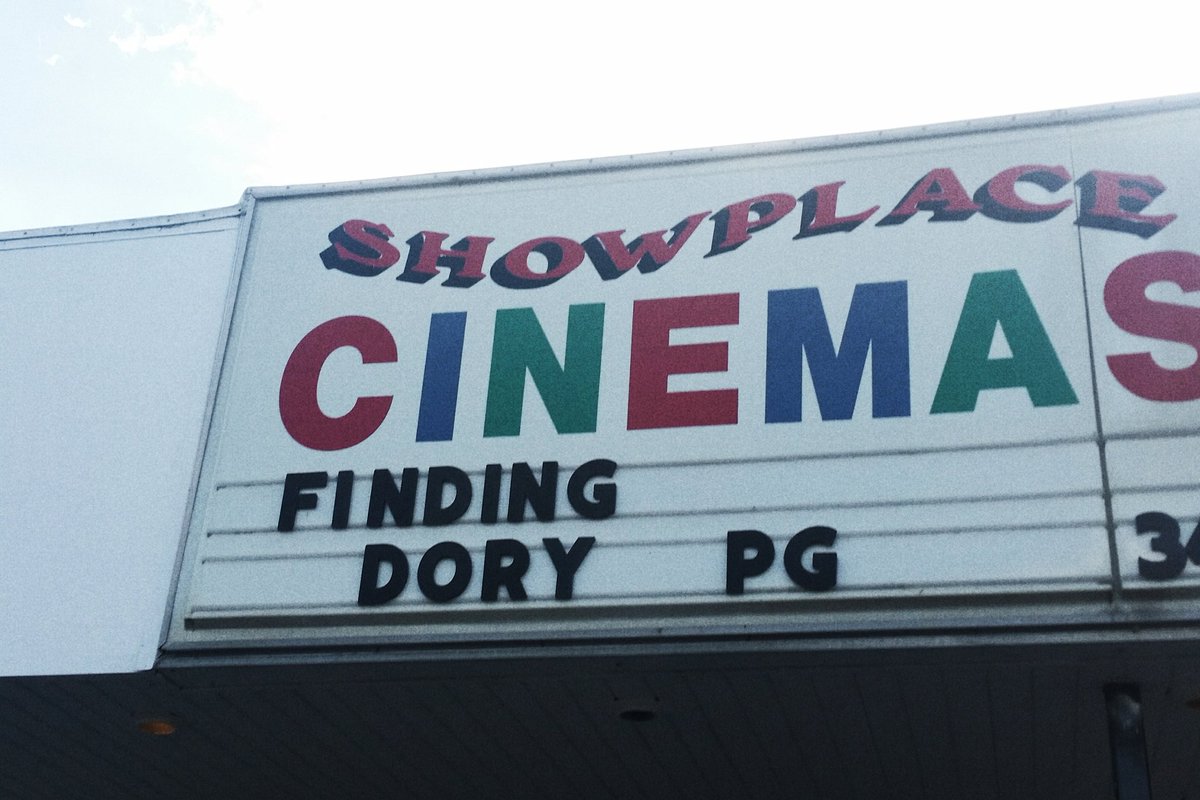 SHOWPLACE
CINEMAS
FINDING
DORY PG